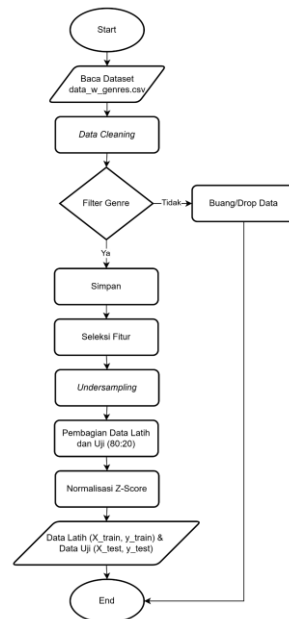 Start
Baca Dataset
data_w_genres.csv
Data Cleaning
Filter Genre
Tidak
Buang/Drop Data
Ya
Simpan
Seleksi Fitur
Undersampling
Pembagian Data Latih
dan Uji (80:20)
Normalisasi Z-Score
Data Latih (X_train, y_train) &
Data Uji (X_test, y_test)
End